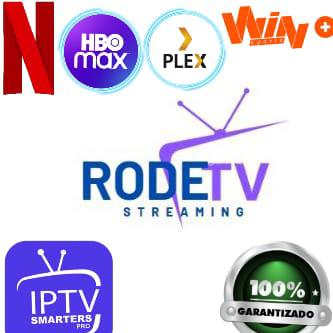 N
HBO
max
PLEX
WiN
+
RODETV
STREAMING
IPTV
SMARTERS
PRO
100%
GARANTIZADO